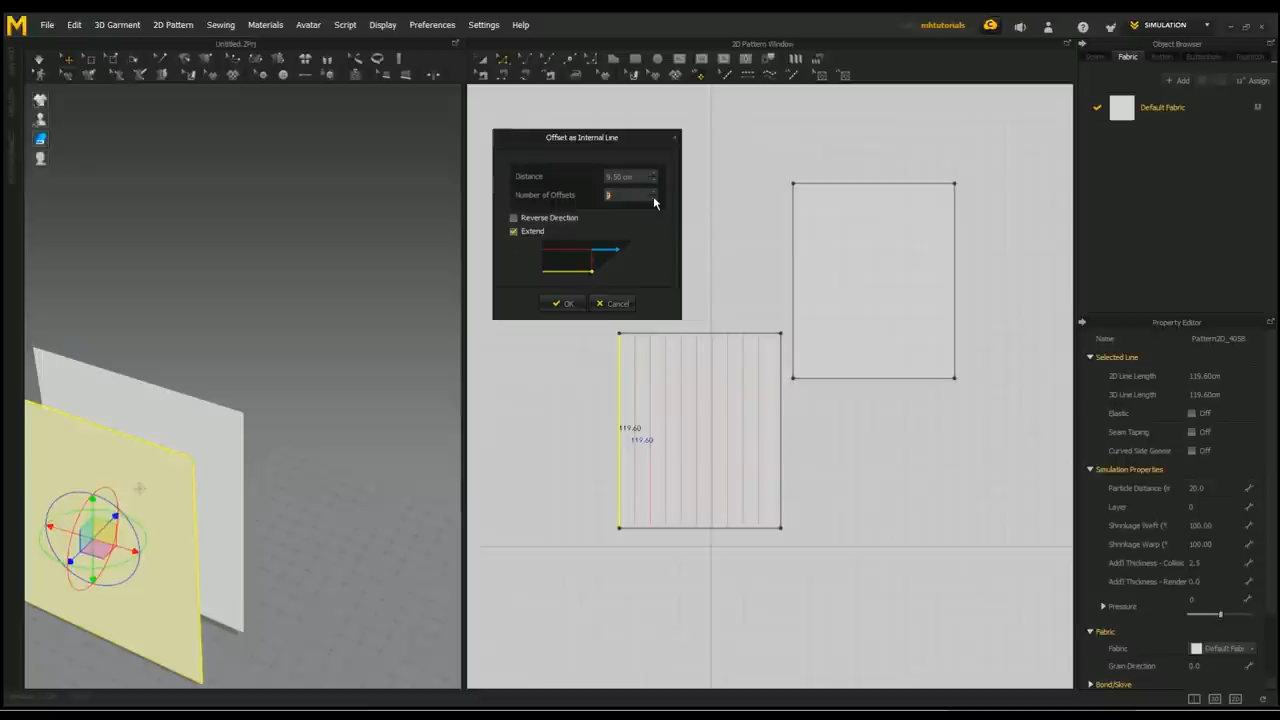 File Edit 3D Garment 2D Pattern Sewing Materials Avatar Script Display Preferences Settings Help
mhtutorials
SIMULATION
Untitled.ZPrj
2D Pattern Window
Object Browser
Fabric
Add
Assign
Default Fabric
Offset as Internal Line
Distance 9.50 cm
Number of Offsets
Reverse Direction
Extend
OK Cancel
119.60
119.60
Property Editor
Name Pattern2D_4058
Selected Line
2D Line Length 119.60cm
3D Line Length 119.60cm
Elastic Off
Seam Taping Off
Curved Side Geome Off
Simulation Properties
Particle Distance (r 20.0
Layer 0
Shrinkage Weft (% 100.00
Shrinkage Warp (% 100.00
Add'l Thickness - Collisic 2.5
Add'l Thickness - Render 0.0
Pressure 0
Fabric
Fabric Default Fabr
Grain Direction 0.0
Bond/Skive